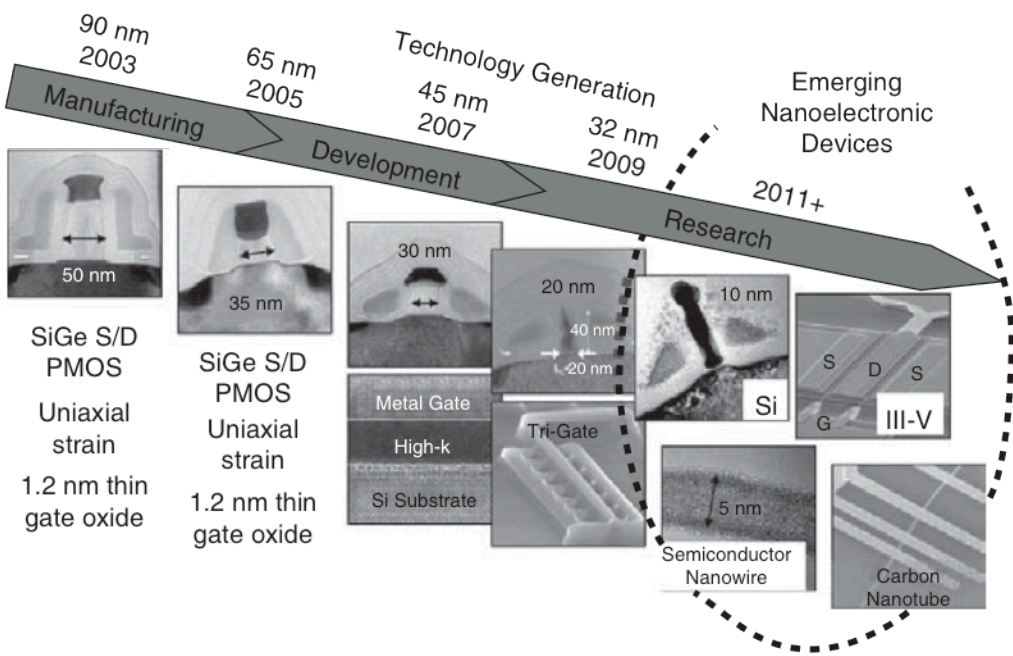 90 nm
2003
65 nm
2005
Technology Generation
45 nm
2007
32 nm
2009
Emerging
Nanoelectronic
Devices
2011+
Manufacturing
Development
Research
50 nm
SiGe S/D
PMOS
Uniaxial
strain
1.2 nm thin
gate oxide
35 nm
SiGe S/D
PMOS
Uniaxial
strain
1.2 nm thin
gate oxide
30 nm
Metal Gate
High-k
Si Substrate
20 nm
40 nm
20 nm
Tri-Gate
10 nm
Si
S
D
S
G
III-V
5 nm
Semiconductor
Nanowire
Carbon
Nanotube